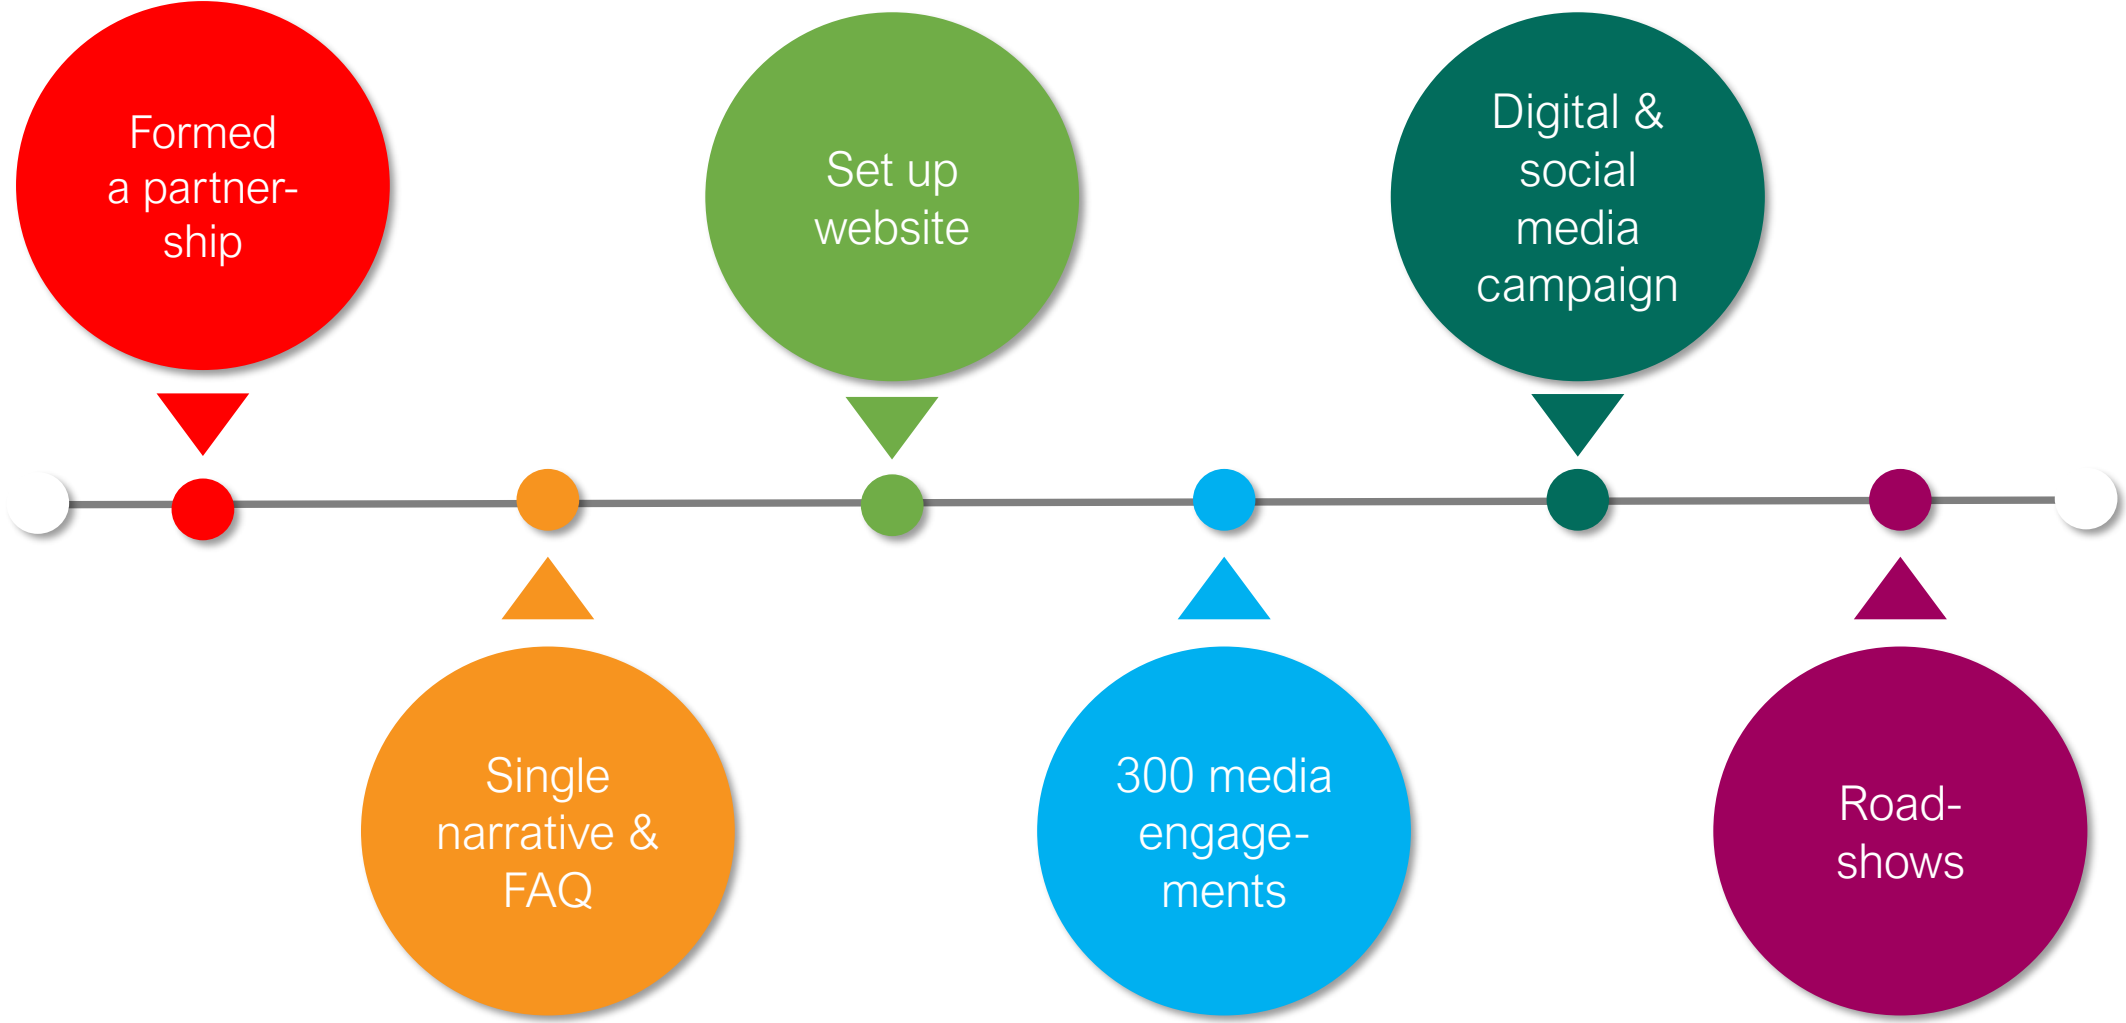 Formed
a partner-
ship
Single
narrative &
FAQ
Set up
website
300 media
engage-
ments
Digital &
social
media
campaign
Road-
shows